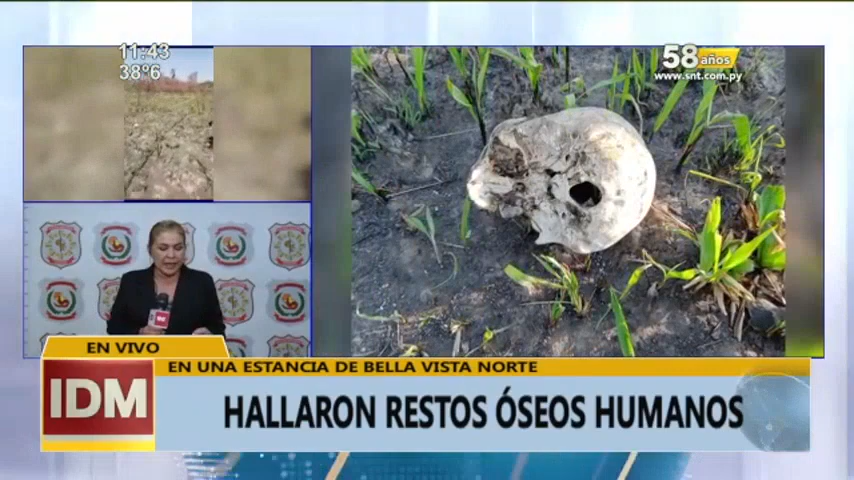 11:43
38°6
58 años
www.snt.com.py
EN VIVO
EN UNA ESTANCIA DE BELLA VISTA NORTE
IDM
HALLARON RESTOS ÓSEOS HUMANOS